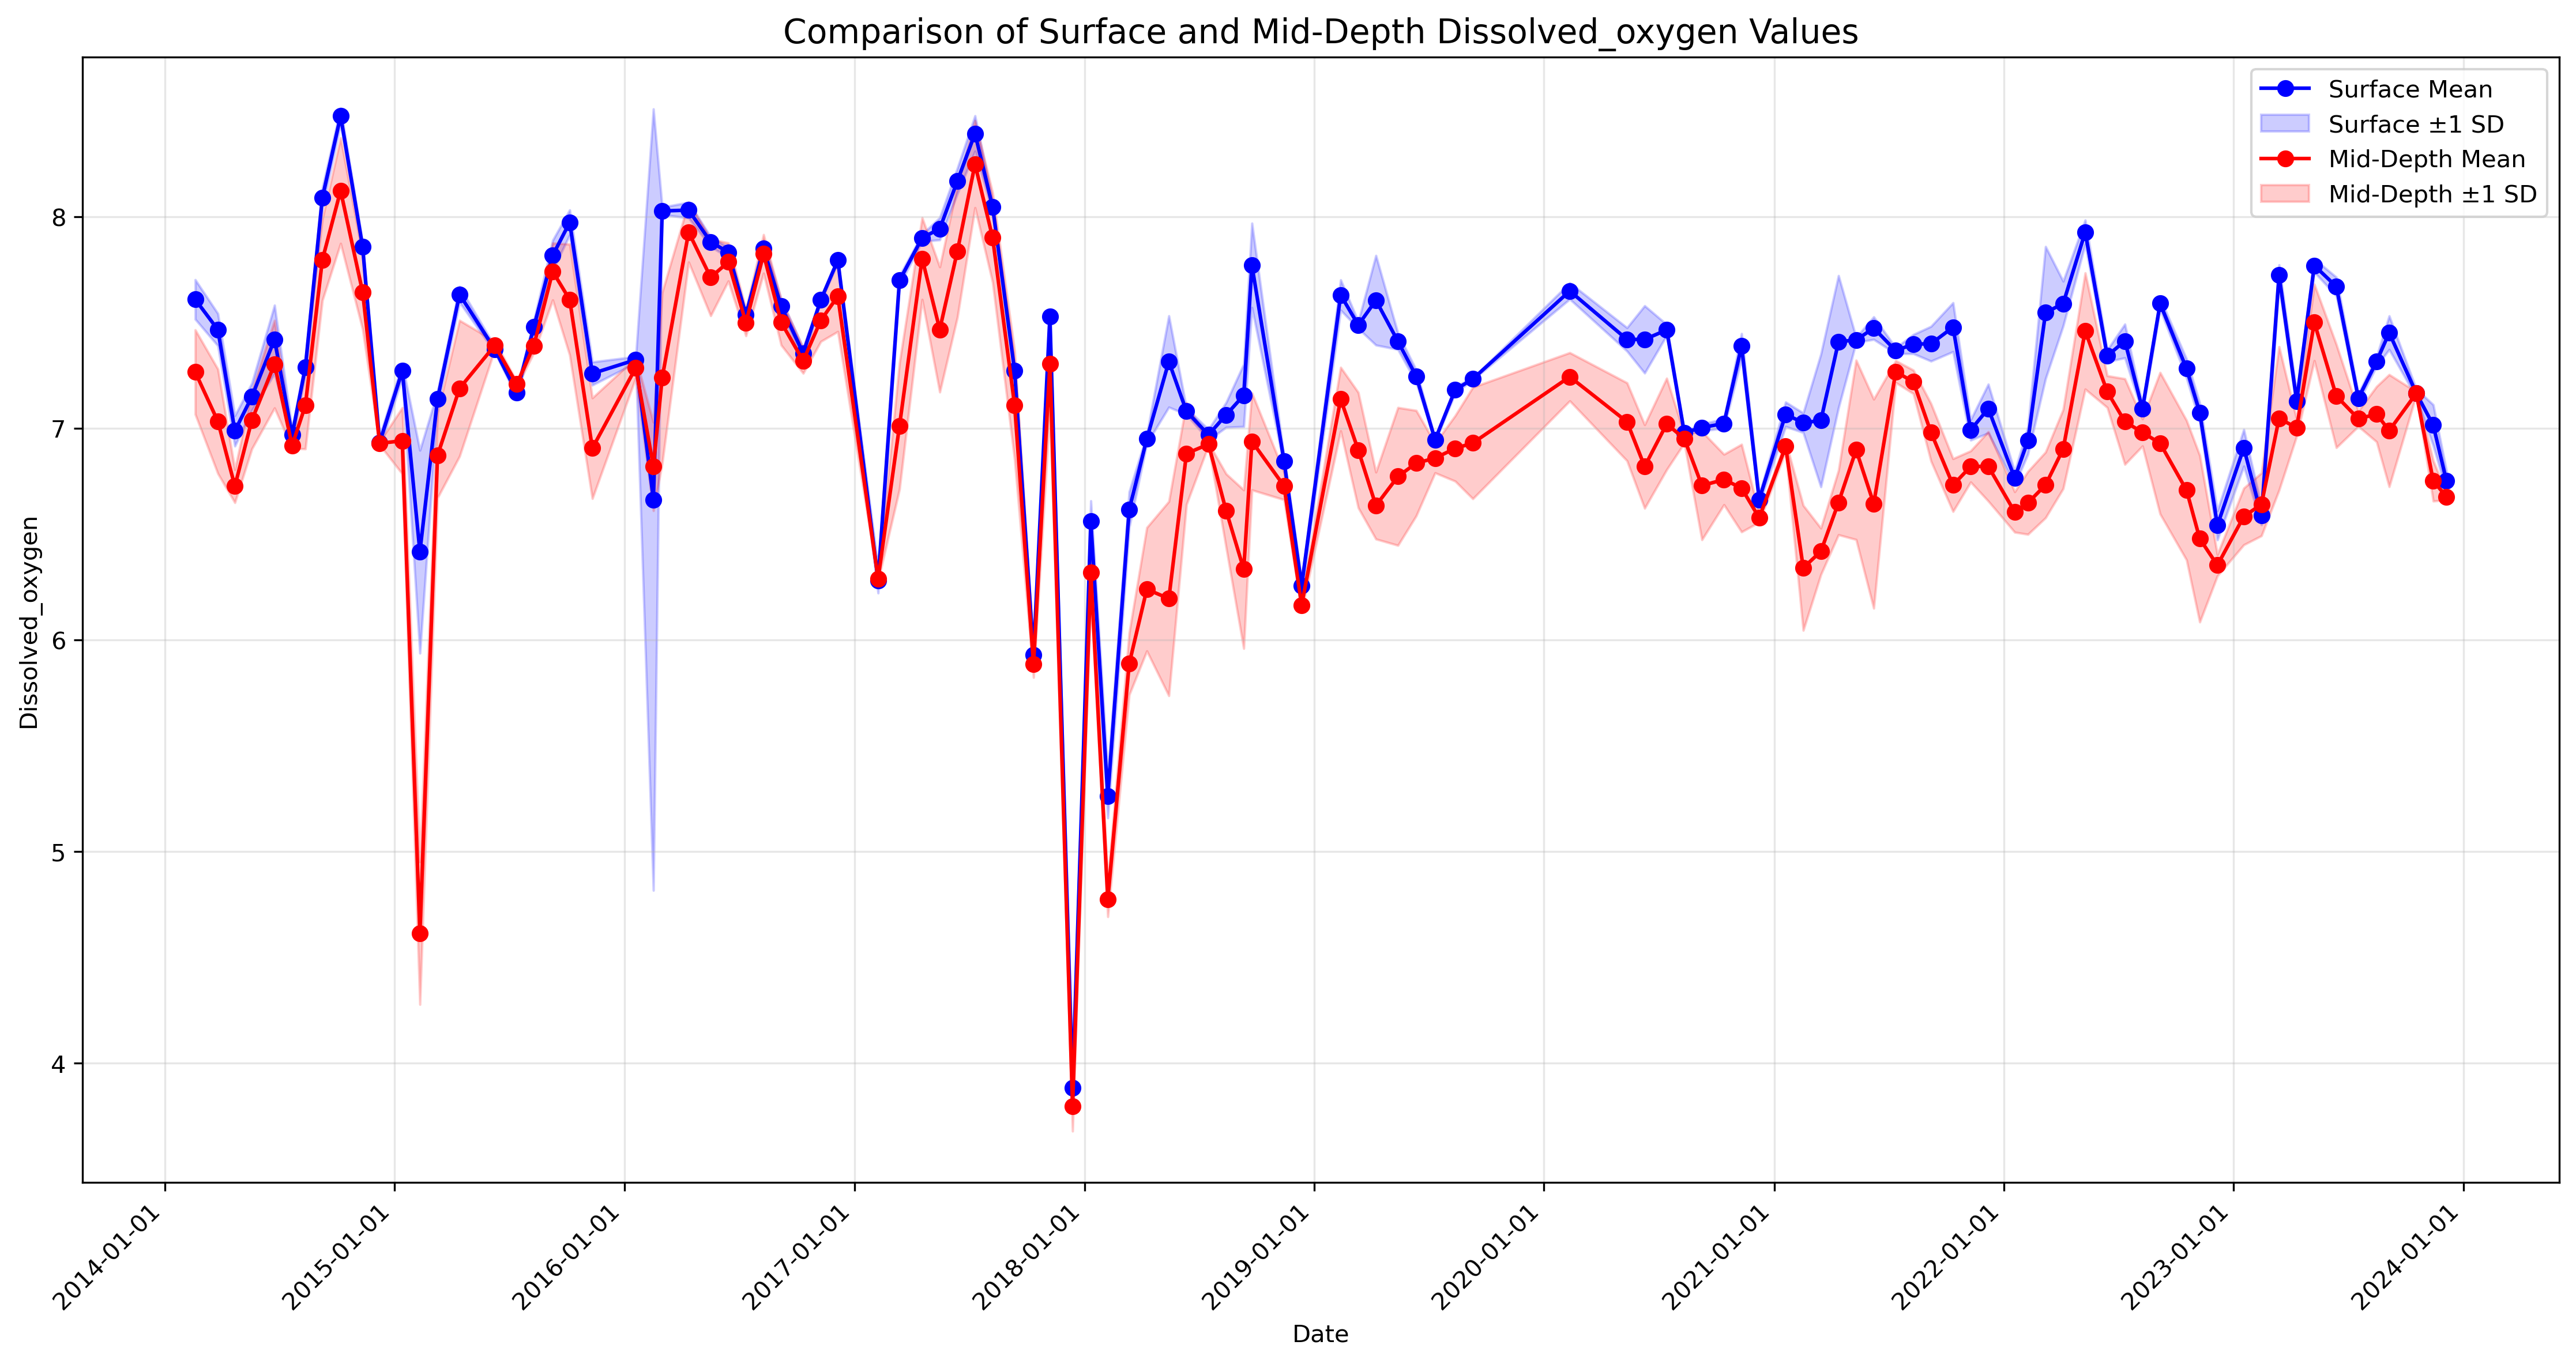 Comparison of Surface and Mid-Depth Dissolved_oxygen Values
Surface Mean
Surface ±1 SD
Mid-Depth Mean
Mid-Depth ±1 SD
Dissolved_oxygen
8
7
6
5
4
2014-01-01
2015-01-01
2016-01-01
2017-01-01
2018-01-01
2019-01-01
2020-01-01
2021-01-01
2022-01-01
2023-01-01
2024-01-01
Date